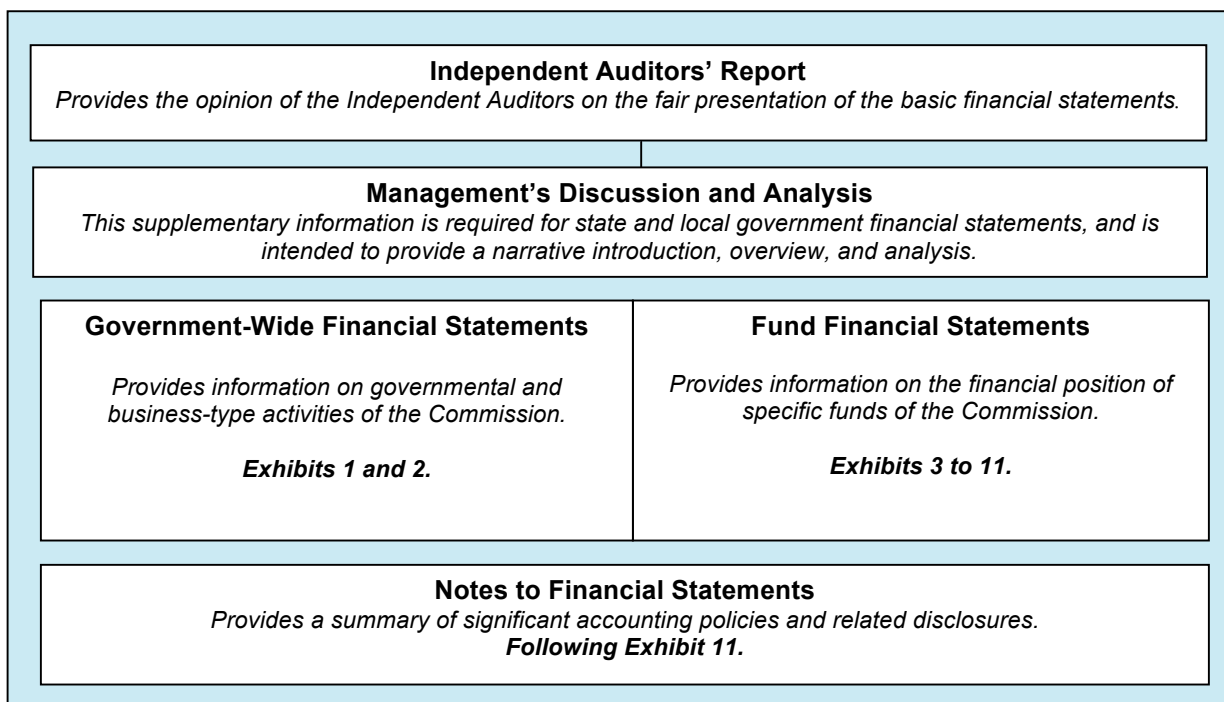 Independent Auditors’ Report
Provides the opinion of the Independent Auditors on the fair presentation of the basic financial statements.
Management’s Discussion and Analysis
This supplementary information is required for state and local government financial statements, and is
intended to provide a narrative introduction, overview, and analysis.
Government-Wide Financial Statements
Provides information on governmental and
business-type activities of the Commission.
Exhibits 1 and 2.
Fund Financial Statements
Provides information on the financial position of
specific funds of the Commission.
Exhibits 3 to 11.
Notes to Financial Statements
Provides a summary of significant accounting policies and related disclosures.
Following Exhibit 11.